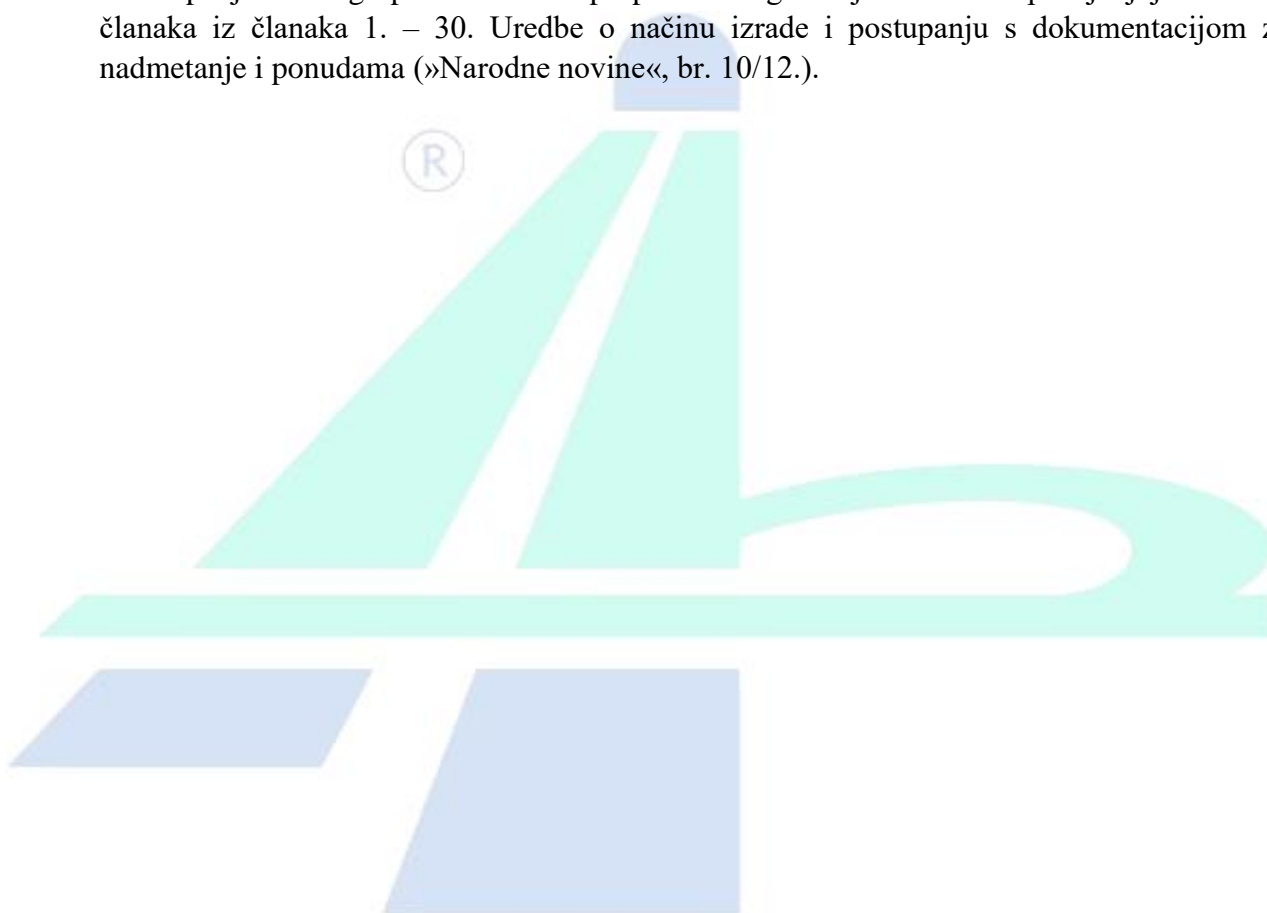 članaka iz članaka 1. – 30. Uredbe o načinu izrade i postupanju s dokumentacijom z
nadmetanje i ponudama (»Narodne novine«, br. 10/12.).
®